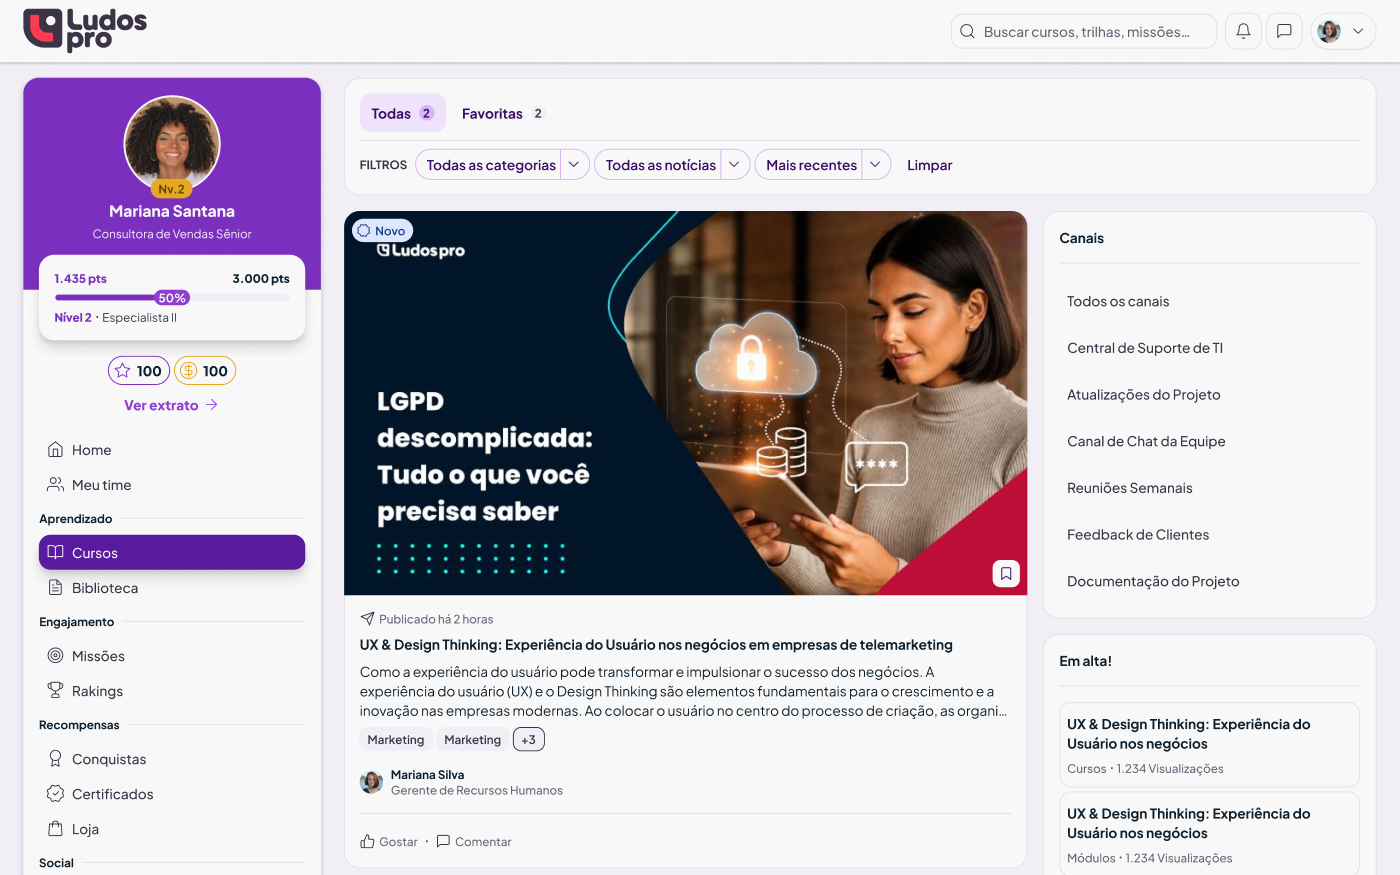 Ludos
pro
Buscar cursos, trilhas, missões...
Nv.2
Mariana Santana
Consultora de Vendas Sênior
1.435 pts
3.000 pts
50%
Nível 2 · Especialista II
100
100
Ver extrato
Home
Meu time
Aprendizado
Cursos
Biblioteca
Engajamento
Missões
Rakings
Recompensas
Conquistas
Certificados
Loja
Social
Todas 2
Favoritas 2
FILTROS
Todas as categorias
Todas as notícias
Mais recentes
Limpar
Novo
Ludospro
LGPD
descomplicada:
Tudo o que você
precisa saber
****
Publicado há 2 horas
UX & Design Thinking: Experiência do Usuário nos negócios em empresas de telemarketing
Como a experiência do usuário pode transformar e impulsionar o sucesso dos negócios. A
experiência do usuário (UX) e o Design Thinking são elementos fundamentais para o crescimento e a
inovação nas empresas modernas. Ao colocar o usuário no centro do processo de criação, as organi...
Marketing
Marketing
+3
Mariana Silva
Gerente de Recursos Humanos
Gostar · Comentar
Canais
Todos os canais
Central de Suporte de TI
Atualizações do Projeto
Canal de Chat da Equipe
Reuniões Semanais
Feedback de Clientes
Documentação do Projeto
Em alta!
UX & Design Thinking: Experiência do
Usuário nos negócios
Cursos · 1.234 Visualizações
UX & Design Thinking: Experiência do
Usuário nos negócios
Módulos · 1.234 Visualizações